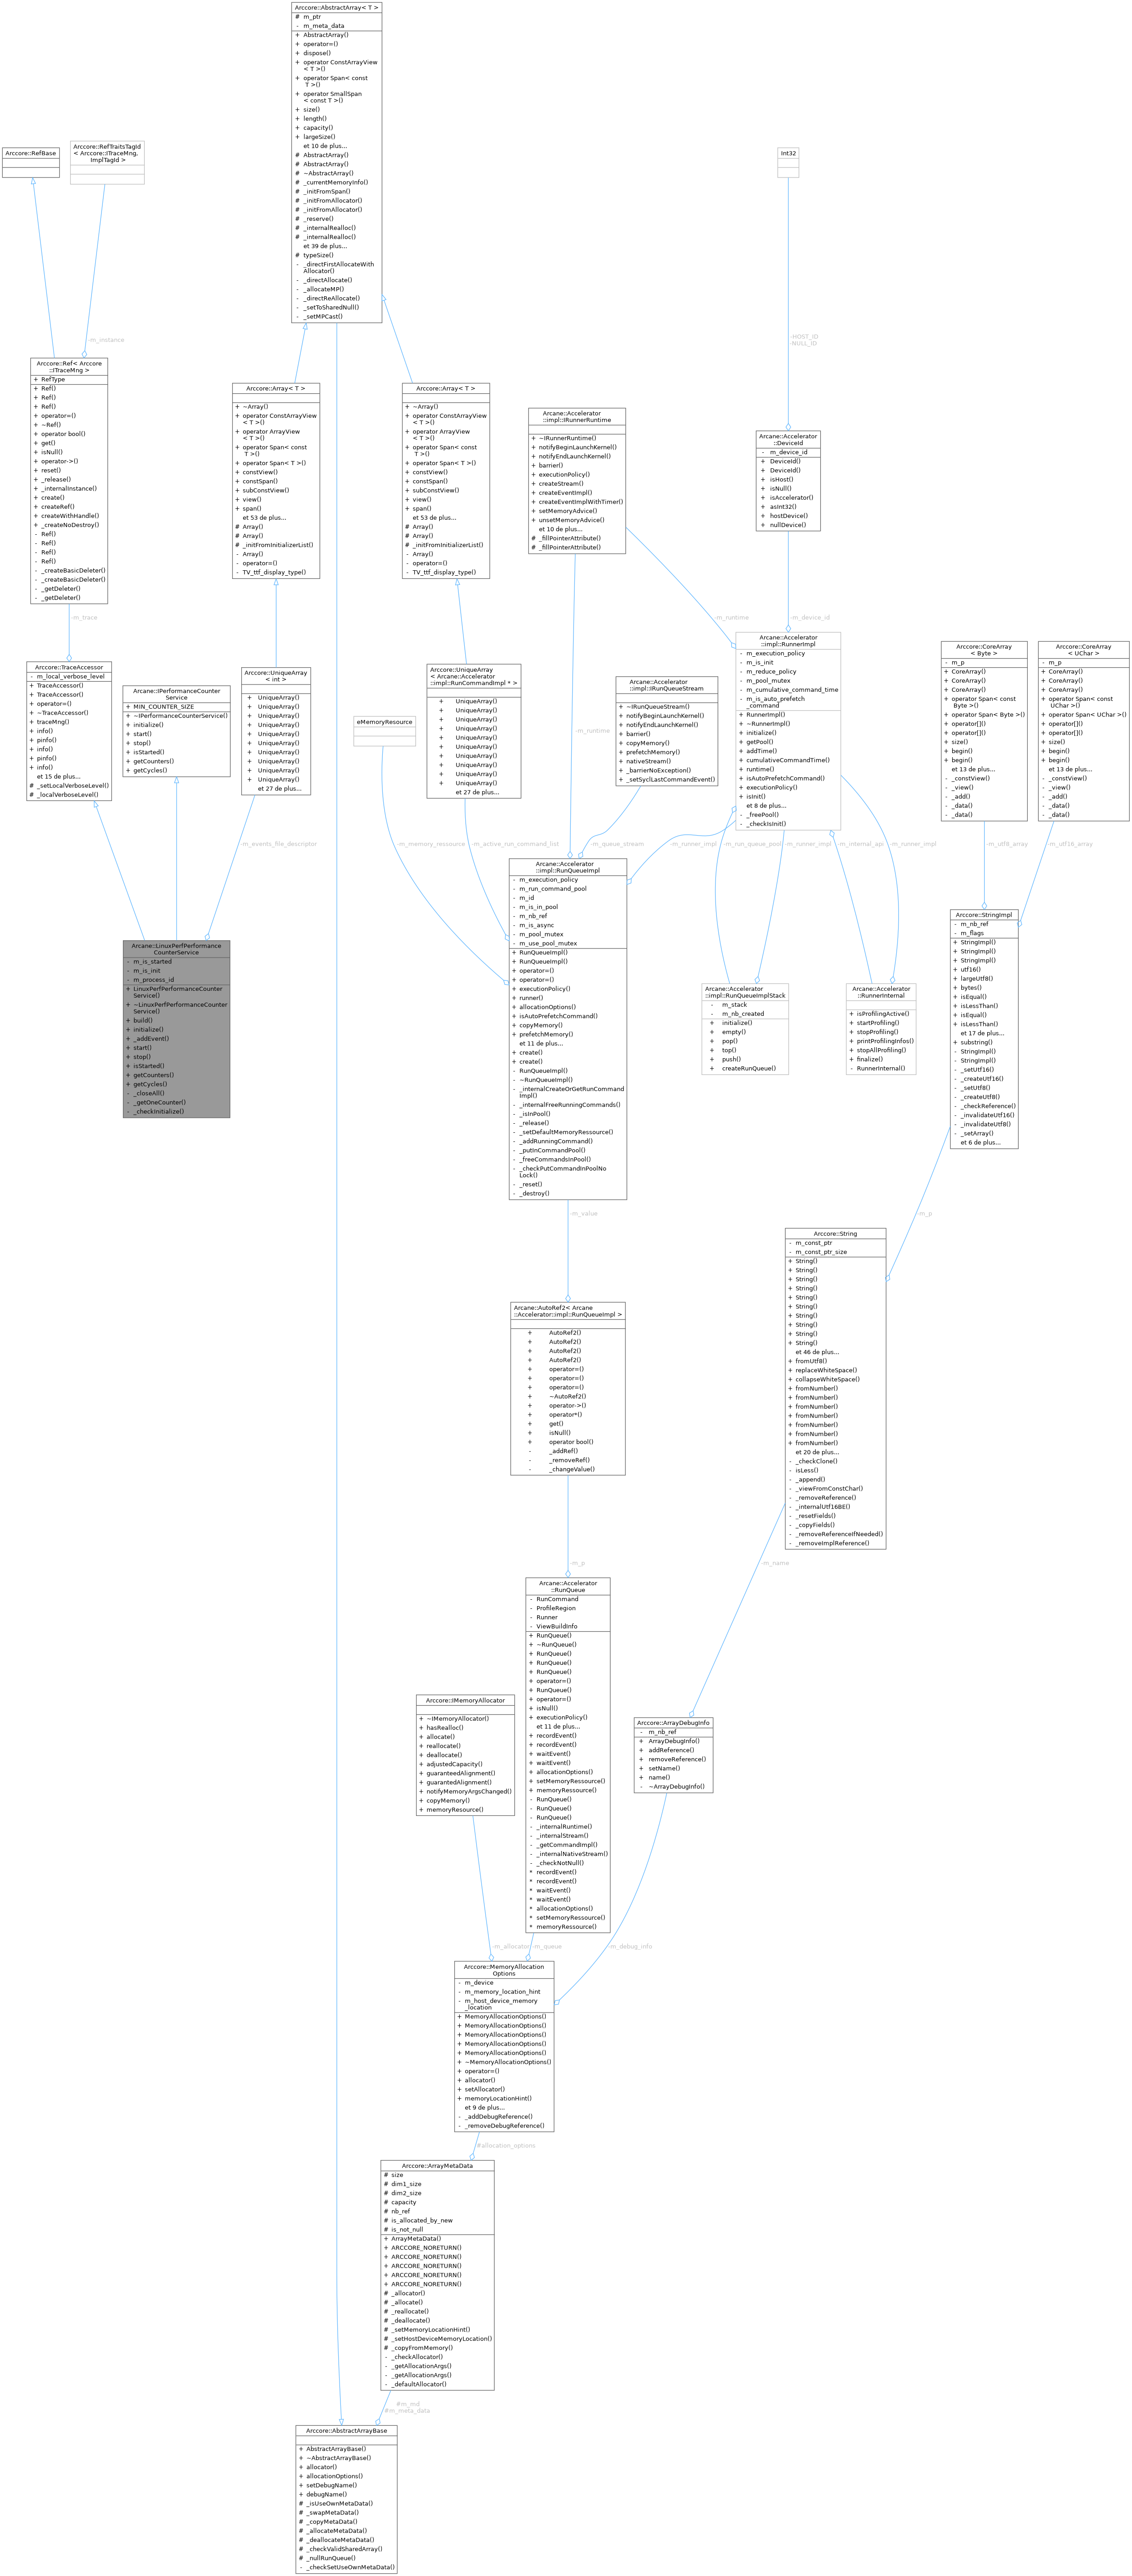 Arccore::AbstractArray< T >
# m_ptr
- m_meta_data
+ AbstractArray()
+ operator=()
+ dispose()
+ operator ConstArrayView
< T >()
+ operator Span< const
T >()
+ operator SmallSpan
< const T >()
+ size()
+ length()
+ capacity()
+ largeSize()
et 10 de plus...
# AbstractArray()
# AbstractArray()
# ~AbstractArray()
# _currentMemoryInfo()
# _initFromSpan()
# _initFromAllocator()
# _initFromAllocator()
# _reserve()
# _internalRealloc()
# _internalRealloc()
et 39 de plus...
# typeSize()
- _directFirstAllocateWith
Allocator()
- _directAllocate()
- _allocateMP()
- _directReAllocate()
- _setToSharedNull()
- _setMPCast()
Arccore::RefBase
Arccore::RefTraitsTagId
< Arccore::ITraceMng,
ImplTagId >
Int32
-m_instance
-HOST_ID
-NULL_ID
Arccore::Ref< Arccore
::ITraceMng >
+ RefType
+ Ref()
+ Ref()
+ Ref()
+ operator=()
+ ~Ref()
+ operator bool()
+ get()
+ isNull()
+ operator->()
+ reset()
+ _release()
+ _internalInstance()
+ create()
+ createRef()
+ createWithHandle()
+ _createNoDestroy()
- Ref()
- Ref()
- Ref()
- Ref()
- _createBasicDeleter()
- _createBasicDeleter()
- _getDeleter()
- _getDeleter()
Arccore::Array< T >
+ ~Array()
+ operator ConstArrayView
< T >()
+ operator ArrayView
< T >()
+ operator Span< const
T >()
+ operator Span< T >()
+ constView()
+ constSpan()
+ subConstView()
+ view()
+ span()
et 53 de plus...
# Array()
# Array()
# _initFromInitializerList()
- Array()
- operator=()
- TV_ttf_display_type()
Arccore::Array< T >
+ ~Array()
+ operator ConstArrayView
< T >()
+ operator ArrayView
< T >()
+ operator Span< const
T >()
+ operator Span< T >()
+ constView()
+ constSpan()
+ subConstView()
+ view()
+ span()
et 53 de plus...
# Array()
# Array()
# _initFromInitializerList()
- Array()
- operator=()
- TV_ttf_display_type()
Arcane::Accelerator
::impl::IRunnerRuntime
+ ~IRunnerRuntime()
+ notifyBeginLaunchKernel()
+ notifyEndLaunchKernel()
+ barrier()
+ executionPolicy()
+ createStream()
+ createEventImpl()
+ createEventImplWithTimer()
+ setMemoryAdvice()
+ unsetMemoryAdvice()
et 10 de plus...
# _fillPointerAttribute()
# _fillPointerAttribute()
Arcane::Accelerator
::DeviceId
- m_device_id
+ DeviceId()
+ DeviceId()
+ isHost()
+ isNull()
+ isAccelerator()
+ asInt32()
+ hostDevice()
+ nullDevice()
-m_trace
-m_runtime
-m_device_id
Arccore::TraceAccessor
- m_local_verbose_level
+ TraceAccessor()
+ TraceAccessor()
+ operator=()
+ ~TraceAccessor()
+ traceMng()
+ info()
+ pinfo()
+ info()
+ pinfo()
+ info()
et 15 de plus...
# _setLocalVerboseLevel()
# _localVerboseLevel()
Arcane::IPerformanceCounter
Service
+ MIN_COUNTER_SIZE
+ ~IPerformanceCounterService()
+ initialize()
+ start()
+ stop()
+ isStarted()
+ getCounters()
+ getCycles()
Arccore::UniqueArray
< int >
+ UniqueArray()
+ UniqueArray()
+ UniqueArray()
+ UniqueArray()
+ UniqueArray()
+ UniqueArray()
+ UniqueArray()
+ UniqueArray()
+ UniqueArray()
+ UniqueArray()
et 27 de plus...
eMemoryResource
Arccore::UniqueArray
< Arcane::Accelerator
::impl::RunCommandImpl * >
+ UniqueArray()
+ UniqueArray()
+ UniqueArray()
+ UniqueArray()
+ UniqueArray()
+ UniqueArray()
+ UniqueArray()
+ UniqueArray()
+ UniqueArray()
+ UniqueArray()
et 27 de plus...
-m_runtime
Arcane::Accelerator
::impl::IRunQueueStream
+ ~IRunQueueStream()
+ notifyBeginLaunchKernel()
+ notifyEndLaunchKernel()
+ barrier()
+ copyMemory()
+ prefetchMemory()
+ nativeStream()
+ _barrierNoException()
+ _setSyclLastCommandEvent()
Arcane::Accelerator
::impl::RunnerImpl
- m_execution_policy
- m_is_init
- m_reduce_policy
- m_pool_mutex
- m_cumulative_command_time
- m_is_auto_prefetch
_command
+ RunnerImpl()
+ ~RunnerImpl()
+ initialize()
+ getPool()
+ addTime()
+ cumulativeCommandTime()
+ runtime()
+ isAutoPrefetchCommand()
+ executionPolicy()
+ isInit()
et 8 de plus...
- _freePool()
- _checkIsInit()
Arccore::CoreArray
< Byte >
- m_p
+ CoreArray()
+ CoreArray()
+ CoreArray()
+ operator Span< const
Byte >()
+ operator Span< Byte >()
+ operator[]()
+ operator[]()
+ size()
+ begin()
+ begin()
et 13 de plus...
- _constView()
- _view()
- _add()
- _data()
- _data()
Arccore::CoreArray
< UChar >
- m_p
+ CoreArray()
+ CoreArray()
+ CoreArray()
+ operator Span< const
UChar >()
+ operator Span< UChar >()
+ operator[]()
+ operator[]()
+ size()
+ begin()
+ begin()
et 13 de plus...
- _constView()
- _view()
- _add()
- _data()
- _data()
-m_events_file_descriptor
-m_memory_ressource
-m_active_run_command_list
-m_queue_stream
-m_runner_impl
-m_run_queue_pool
-m_runner_impl
-m_internal_api
-m_runner_impl
-m_utf8_array
-m_utf16_array
Arcane::LinuxPerfPerformance
CounterService
- m_is_started
- m_is_init
- m_process_id
+ LinuxPerfPerformanceCounter
Service()
+ ~LinuxPerfPerformanceCounter
Service()
+ build()
+ initialize()
+ _addEvent()
+ start()
+ stop()
+ isStarted()
+ getCounters()
+ getCycles()
- _closeAll()
- _getOneCounter()
- _checkInitialize()
Arcane::Accelerator
::impl::RunQueueImpl
- m_execution_policy
- m_run_command_pool
- m_id
- m_is_in_pool
- m_nb_ref
- m_is_async
- m_pool_mutex
- m_use_pool_mutex
+ RunQueueImpl()
+ RunQueueImpl()
+ operator=()
+ operator=()
+ executionPolicy()
+ runner()
+ allocationOptions()
+ isAutoPrefetchCommand()
+ copyMemory()
+ prefetchMemory()
et 11 de plus...
+ create()
+ create()
- RunQueueImpl()
- ~RunQueueImpl()
- _internalCreateOrGetRunCommand
Impl()
- _internalFreeRunningCommands()
- _isInPool()
- _release()
- _setDefaultMemoryRessource()
- _addRunningCommand()
- _putInCommandPool()
- _freeCommandsInPool()
- _checkPutCommandInPoolNo
Lock()
- _reset()
- _destroy()
Arcane::Accelerator
::impl::RunQueueImplStack
- m_stack
- m_nb_created
+ initialize()
+ empty()
+ pop()
+ top()
+ push()
+ createRunQueue()
Arcane::Accelerator
::RunnerInternal
+ isProfilingActive()
+ startProfiling()
+ stopProfiling()
+ printProfilingInfos()
+ stopAllProfiling()
+ finalize()
- RunnerInternal()
Arccore::StringImpl
- m_nb_ref
- m_flags
+ StringImpl()
+ StringImpl()
+ StringImpl()
+ utf16()
+ largeUtf8()
+ bytes()
+ isEqual()
+ isLessThan()
+ isEqual()
+ isLessThan()
et 17 de plus...
+ substring()
- StringImpl()
- StringImpl()
- _setUtf16()
- _createUtf16()
- _setUtf8()
- _createUtf8()
- _checkReference()
- _invalidateUtf16()
- _invalidateUtf8()
- _setArray()
et 6 de plus...
-m_value
-m_p
Arccore::String
- m_const_ptr
- m_const_ptr_size
+ String()
+ String()
+ String()
+ String()
+ String()
+ String()
+ String()
+ String()
+ String()
+ String()
et 46 de plus...
+ fromUtf8()
+ replaceWhiteSpace()
+ collapseWhiteSpace()
+ fromNumber()
+ fromNumber()
+ fromNumber()
+ fromNumber()
+ fromNumber()
+ fromNumber()
+ fromNumber()
et 20 de plus...
- _checkClone()
- isLess()
- _append()
- _viewFromConstChar()
- _removeReference()
- _internalUtf16BE()
- _resetFields()
- _copyFields()
- _removeReferenceIfNeeded()
- _removeImplReference()
Arcane::AutoRef2< Arcane
::Accelerator::impl::RunQueueImpl >
+ AutoRef2()
+ AutoRef2()
+ AutoRef2()
+ AutoRef2()
+ operator=()
+ operator=()
+ operator=()
+ ~AutoRef2()
+ operator->()
+ operator*()
+ get()
+ isNull()
+ operator bool()
- _addRef()
- _removeRef()
- _changeValue()
-m_p
-m_name
Arcane::Accelerator
::RunQueue
- RunCommand
- ProfileRegion
- Runner
- ViewBuildInfo
+ RunQueue()
+ ~RunQueue()
+ RunQueue()
+ RunQueue()
+ RunQueue()
+ operator=()
+ RunQueue()
+ operator=()
+ isNull()
+ executionPolicy()
et 11 de plus...
+ recordEvent()
+ recordEvent()
+ waitEvent()
+ waitEvent()
+ allocationOptions()
+ setMemoryRessource()
+ memoryRessource()
- RunQueue()
- RunQueue()
- RunQueue()
- _internalRuntime()
- _internalStream()
- _getCommandImpl()
- _internalNativeStream()
- _checkNotNull()
* recordEvent()
* recordEvent()
* waitEvent()
* waitEvent()
* allocationOptions()
* setMemoryRessource()
* memoryRessource()
Arccore::IMemoryAllocator
+ ~IMemoryAllocator()
+ hasRealloc()
+ allocate()
+ reallocate()
+ deallocate()
+ adjustedCapacity()
+ guaranteedAlignment()
+ guarantedAlignment()
+ notifyMemoryArgsChanged()
+ copyMemory()
+ memoryResource()
Arccore::ArrayDebugInfo
- m_nb_ref
+ ArrayDebugInfo()
+ addReference()
+ removeReference()
+ setName()
+ name()
- ~ArrayDebugInfo()
-m_allocator
-m_queue
-m_debug_info
Arccore::MemoryAllocation
Options
- m_device
- m_memory_location_hint
- m_host_device_memory
_location
+ MemoryAllocationOptions()
+ MemoryAllocationOptions()
+ MemoryAllocationOptions()
+ MemoryAllocationOptions()
+ MemoryAllocationOptions()
+ ~MemoryAllocationOptions()
+ operator=()
+ allocator()
+ setAllocator()
+ memoryLocationHint()
et 9 de plus...
- _addDebugReference()
- _removeDebugReference()
#allocation_options
Arccore::ArrayMetaData
# size
# dim1_size
# dim2_size
# capacity
# nb_ref
# is_allocated_by_new
# is_not_null
+ ArrayMetaData()
+ ARCCORE_NORETURN()
+ ARCCORE_NORETURN()
+ ARCCORE_NORETURN()
+ ARCCORE_NORETURN()
+ ARCCORE_NORETURN()
# _allocator()
# _allocate()
# _reallocate()
# _deallocate()
# _setMemoryLocationHint()
# _setHostDeviceMemoryLocation()
# _copyFromMemory()
- _checkAllocator()
- _getAllocationArgs()
- _getAllocationArgs()
- _defaultAllocator()
#m_md
#m_meta_data
Arccore::AbstractArrayBase
+ AbstractArrayBase()
+ ~AbstractArrayBase()
+ allocator()
+ allocationOptions()
+ setDebugName()
+ debugName()
# _isUseOwnMetaData()
# _swapMetaData()
# _copyMetaData()
# _allocateMetaData()
# _deallocateMetaData()
# _checkValidSharedArray()
# _nullRunQueue()
- _checkSetUseOwnMetaData()